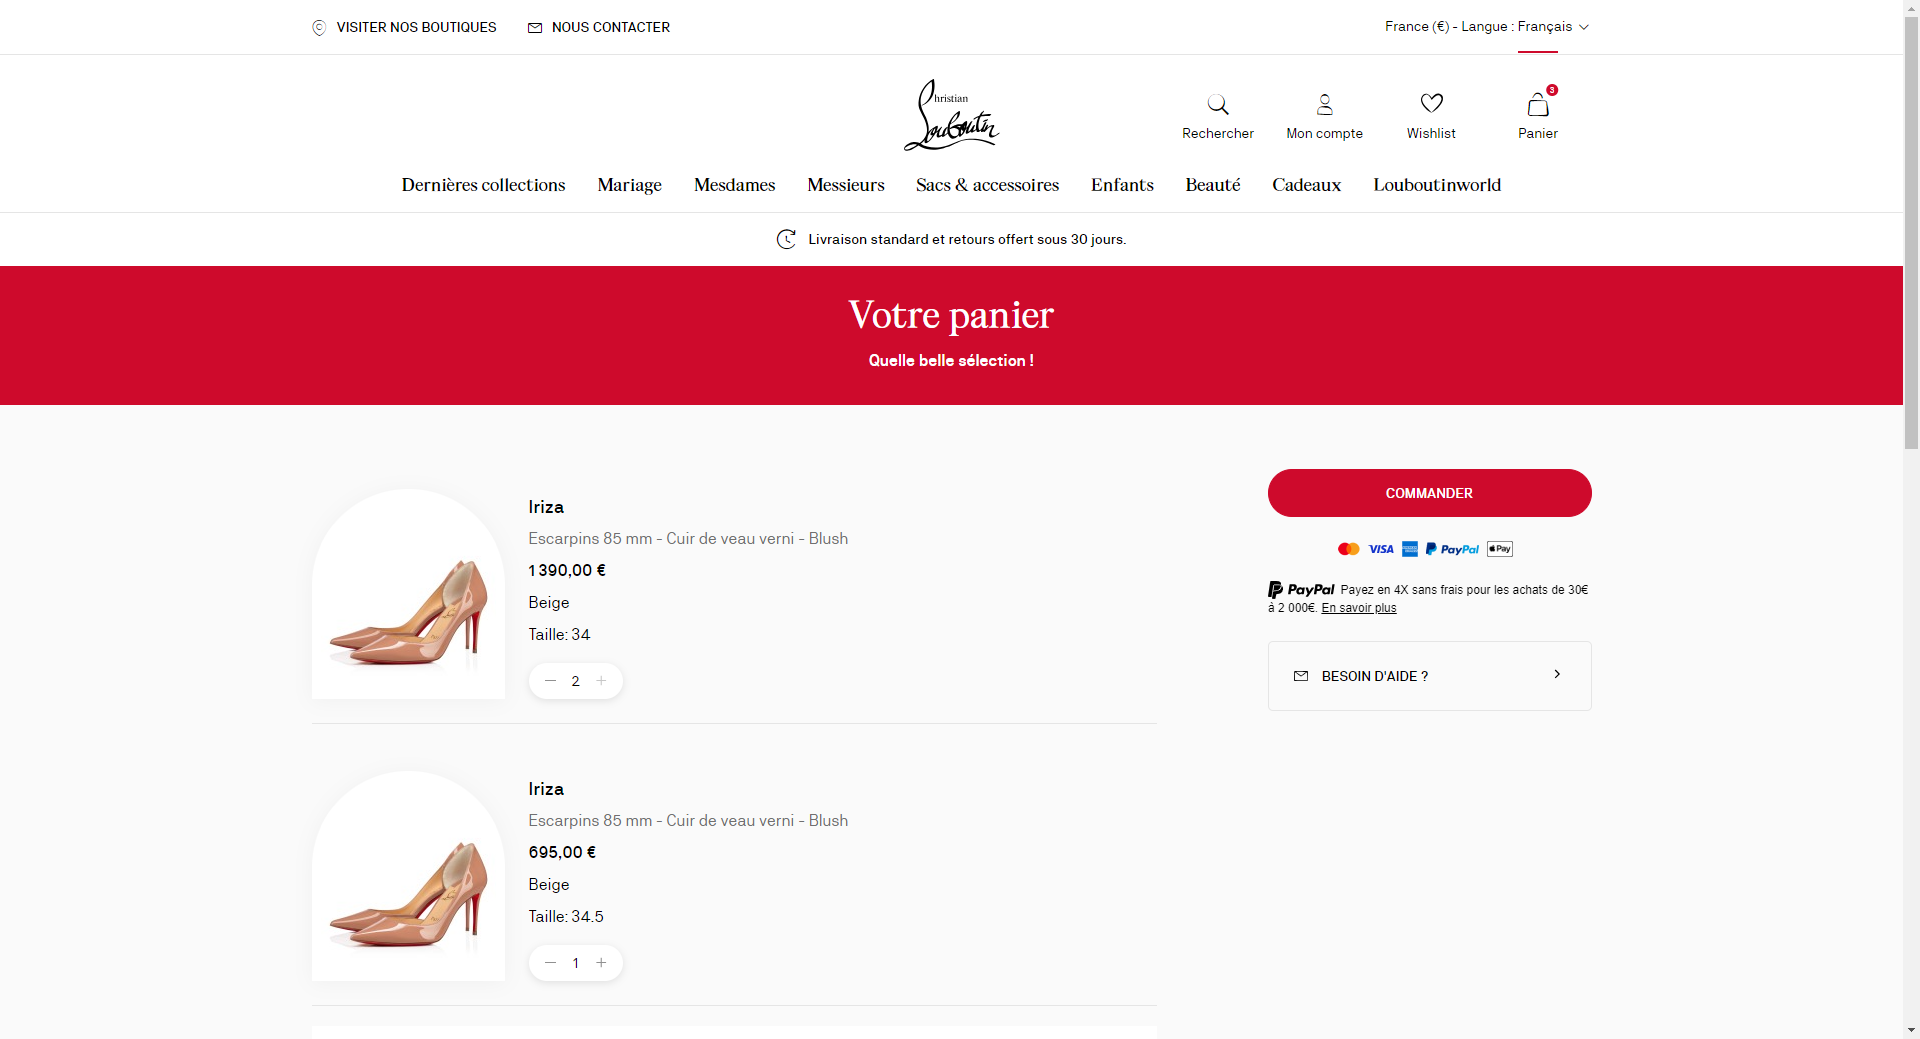 VISITER NOS BOUTIQUES
NOUS CONTACTER
France (€) - Langue : Français
Christian
Louboutin
Rechercher
Mon compte
Wishlist
3
Panier
Dernières collections
Mariage
Mesdames
Messieurs
Sacs & accessoires
Enfants
Beauté
Cadeaux
Louboutinworld
Livraison standard et retours offert sous 30 jours.
Votre panier
Quelle belle sélection !
Iriza
Escarpins 85 mm - Cuir de veau verni - Blush
1 390,00 €
Beige
Taille: 34
2
COMMANDER
VISA
PayPal
Pay
PayPal Payez en 4X sans frais pour les achats de 30€
à 2 000€. En savoir plus
BESOIN D'AIDE ?
Iriza
Escarpins 85 mm - Cuir de veau verni - Blush
695,00 €
Beige
Taille: 34.5
1